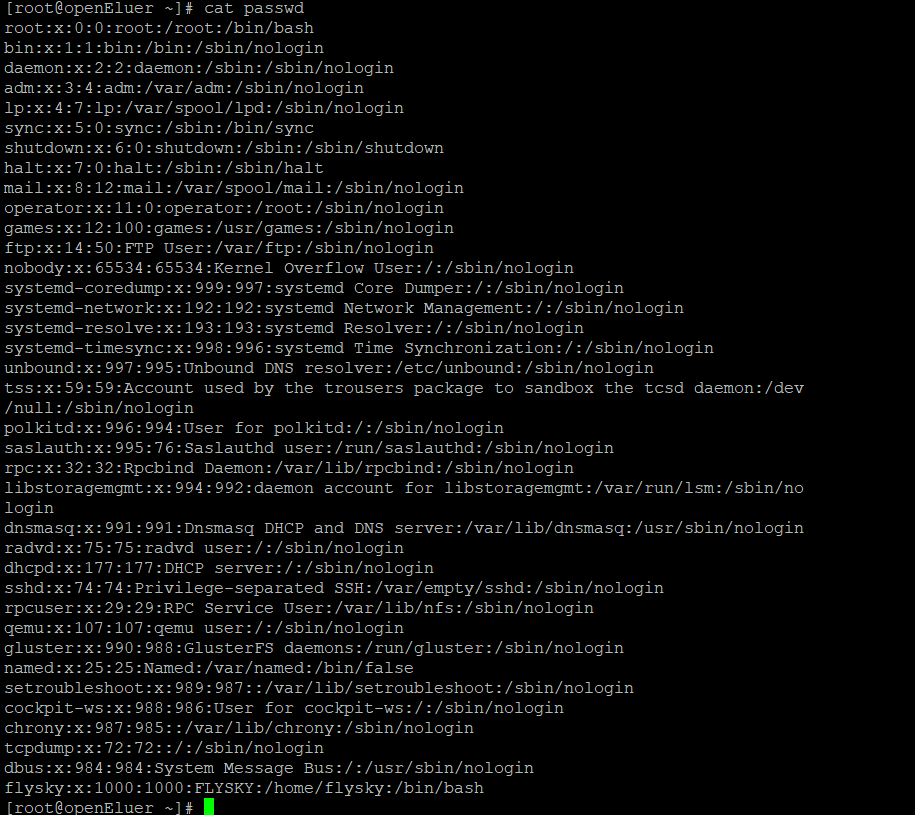 [root@openEluer ~]# cat passwd
root:x:0:0:root:/root:/bin/bash
bin:x:1:1:bin:/bin:/sbin/nologin
daemon:x:2:2:daemon:/sbin:/sbin/nologin
adm:x:3:4:adm:/var/adm:/sbin/nologin
lp:x:4:7:lp:/var/spool/lpd:/sbin/nologin
sync:x:5:0:sync:/sbin:/bin/sync
shutdown:x:6:0:shutdown:/sbin:/sbin/shutdown
halt:x:7:0:halt:/sbin:/sbin/halt
mail:x:8:12:mail:/var/spool/mail:/sbin/nologin
operator:x:11:0:operator:/root:/sbin/nologin
games:x:12:100:games:/usr/games:/sbin/nologin
ftp:x:14:50:FTP User:/var/ftp:/sbin/nologin
nobody:x:65534:65534:Kernel Overflow User:/:/sbin/nologin
systemd-coredump:x:999:997:systemd Core Dumper:/:/sbin/nologin
systemd-network:x:192:192:systemd Network Management:/:/sbin/nologin
systemd-resolve:x:193:193:systemd Resolver:/:/sbin/nologin
systemd-timesync:x:998:996:systemd Time Synchronization:/:/sbin/nologin
unbound:x:997:995:Unbound DNS resolver:/etc/unbound:/sbin/nologin
tss:x:59:59:Account used by the trousers package to sandbox the tcsd daemon:/dev
/null:/sbin/nologin
polkitd:x:996:994:User for polkitd:/:/sbin/nologin
saslauth:x:995:76:Saslauthd user:/run/saslauthd:/sbin/nologin
rpc:x:32:32:Rpcbind Daemon:/var/lib/rpcbind:/sbin/nologin
libstoragemgmt:x:994:992:daemon account for libstoragemgmt:/var/run/lsm:/sbin/no
login
dnsmasq:x:991:991:Dnsmasq DHCP and DNS server:/var/lib/dnsmasq:/usr/sbin/nologin
radvd:x:75:75:radvd user:/:/sbin/nologin
dhcpd:x:177:177:DHCP server:/:/sbin/nologin
sshd:x:74:74:Privilege-separated SSH:/var/empty/sshd:/sbin/nologin
rpcuser:x:29:29:RPC Service User:/var/lib/nfs:/sbin/nologin
qemu:x:107:107:qemu user:/:/sbin/nologin
gluster:x:990:988:GlusterFS daemons:/run/gluster:/sbin/nologin
named:x:25:25:Named:/var/named:/bin/false
setroubleshoot:x:989:987::/var/lib/setroubleshoot:/sbin/nologin
cockpit-ws:x:988:986:User for cockpit-ws:/:/sbin/nologin
chrony:x:987:985::/var/lib/chrony:/sbin/nologin
tcpdump:x:72:72::/:/sbin/nologin
dbus:x:984:984:System Message Bus:/:/usr/sbin/nologin
flysky:x:1000:1000:FLYSKY:/home/flysky:/bin/bash
[root@openEluer ~]#